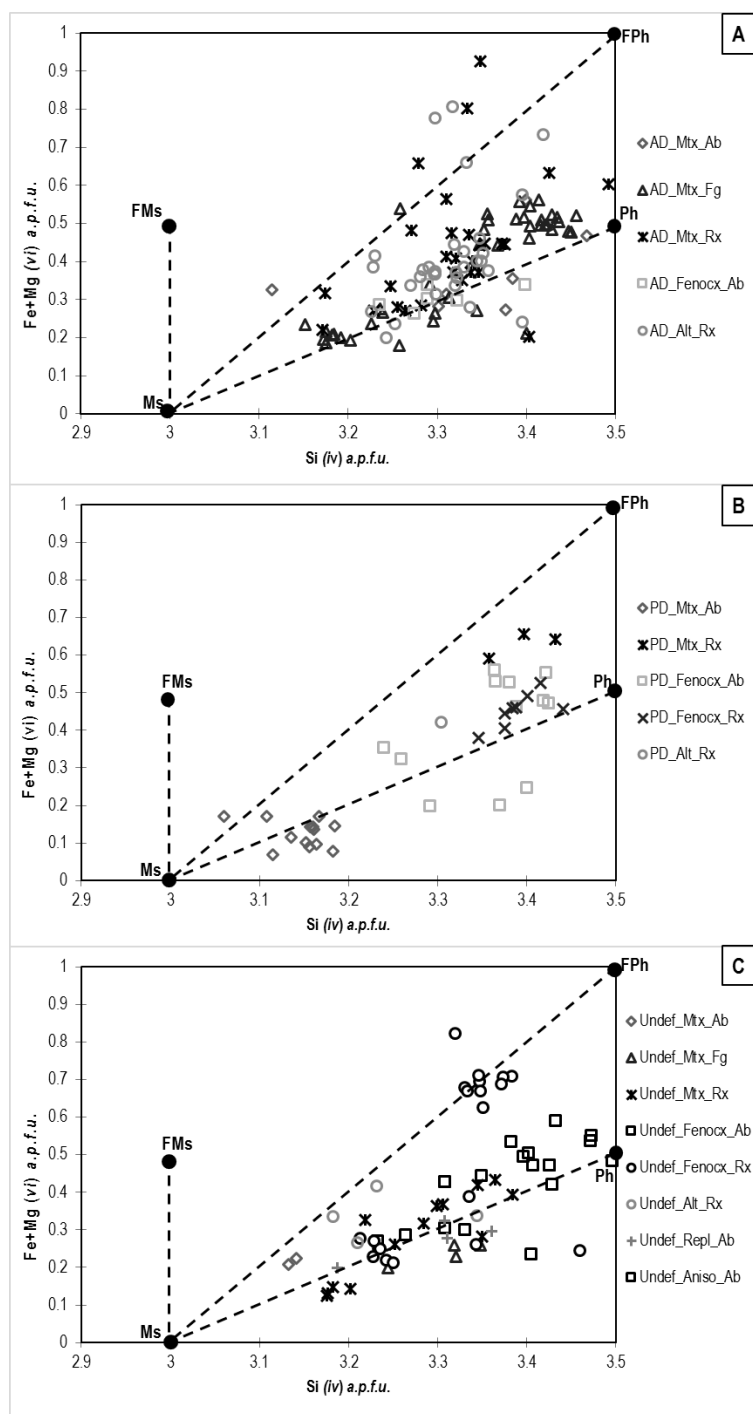 A
FPh
1
0.9
0.8
0.7
0.6
0.5
0.4
0.3
0.2
0.1
0
Fe+Mg (vi) a.p.f.u.
FMs
Ms
Ph
2.9 3 3.1 3.2 3.3 3.4 3.5
Si (iv) a.p.f.u.
AD_Mtx_Ab
AD_Mtx_Fg
AD_Mtx_Rx
AD_Fenocx_Ab
AD_Alt_Rx
B
FPh
1
0.9
0.8
0.7
0.6
0.5
0.4
0.3
0.2
0.1
0
Fe+Mg (vi) a.p.f.u.
FMs
Ms
Ph
2.9 3 3.1 3.2 3.3 3.4 3.5
Si (iv) a.p.f.u.
PD_Mtx_Ab
PD_Mtx_Rx
PD_Fenocx_Ab
PD_Fenocx_Rx
PD_Alt_Rx
C
FPh
1
0.9
0.8
0.7
0.6
0.5
0.4
0.3
0.2
0.1
0
Fe+Mg (vi) a.p.f.u.
FMs
Ms
Ph
2.9 3 3.1 3.2 3.3 3.4 3.5
Si (iv) a.p.f.u.
Undef_Mtx_Ab
Undef_Mtx_Fg
Undef_Mtx_Rx
Undef_Fenocx_Ab
Undef_Fenocx_Rx
Undef_Alt_Rx
Undef_Repl_Ab
Undef_Aniso_Ab